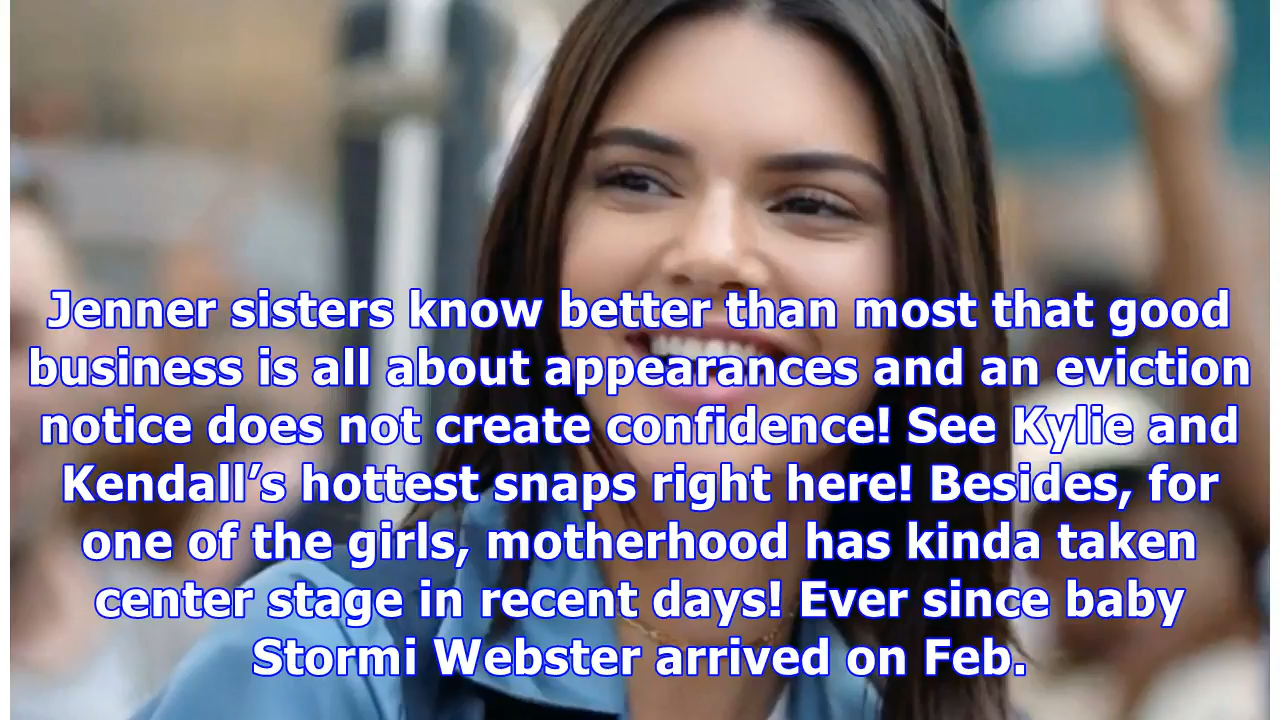 Jenner sisters know better than most that good
business is all about appearances and an eviction
notice does not create confidence! See Kylie and
Kendall’s hottest snaps right here! Besides, for
one of the girls, motherhood has kinda taken
center stage in recent days! Ever since baby
Stormi Webster arrived on Feb.